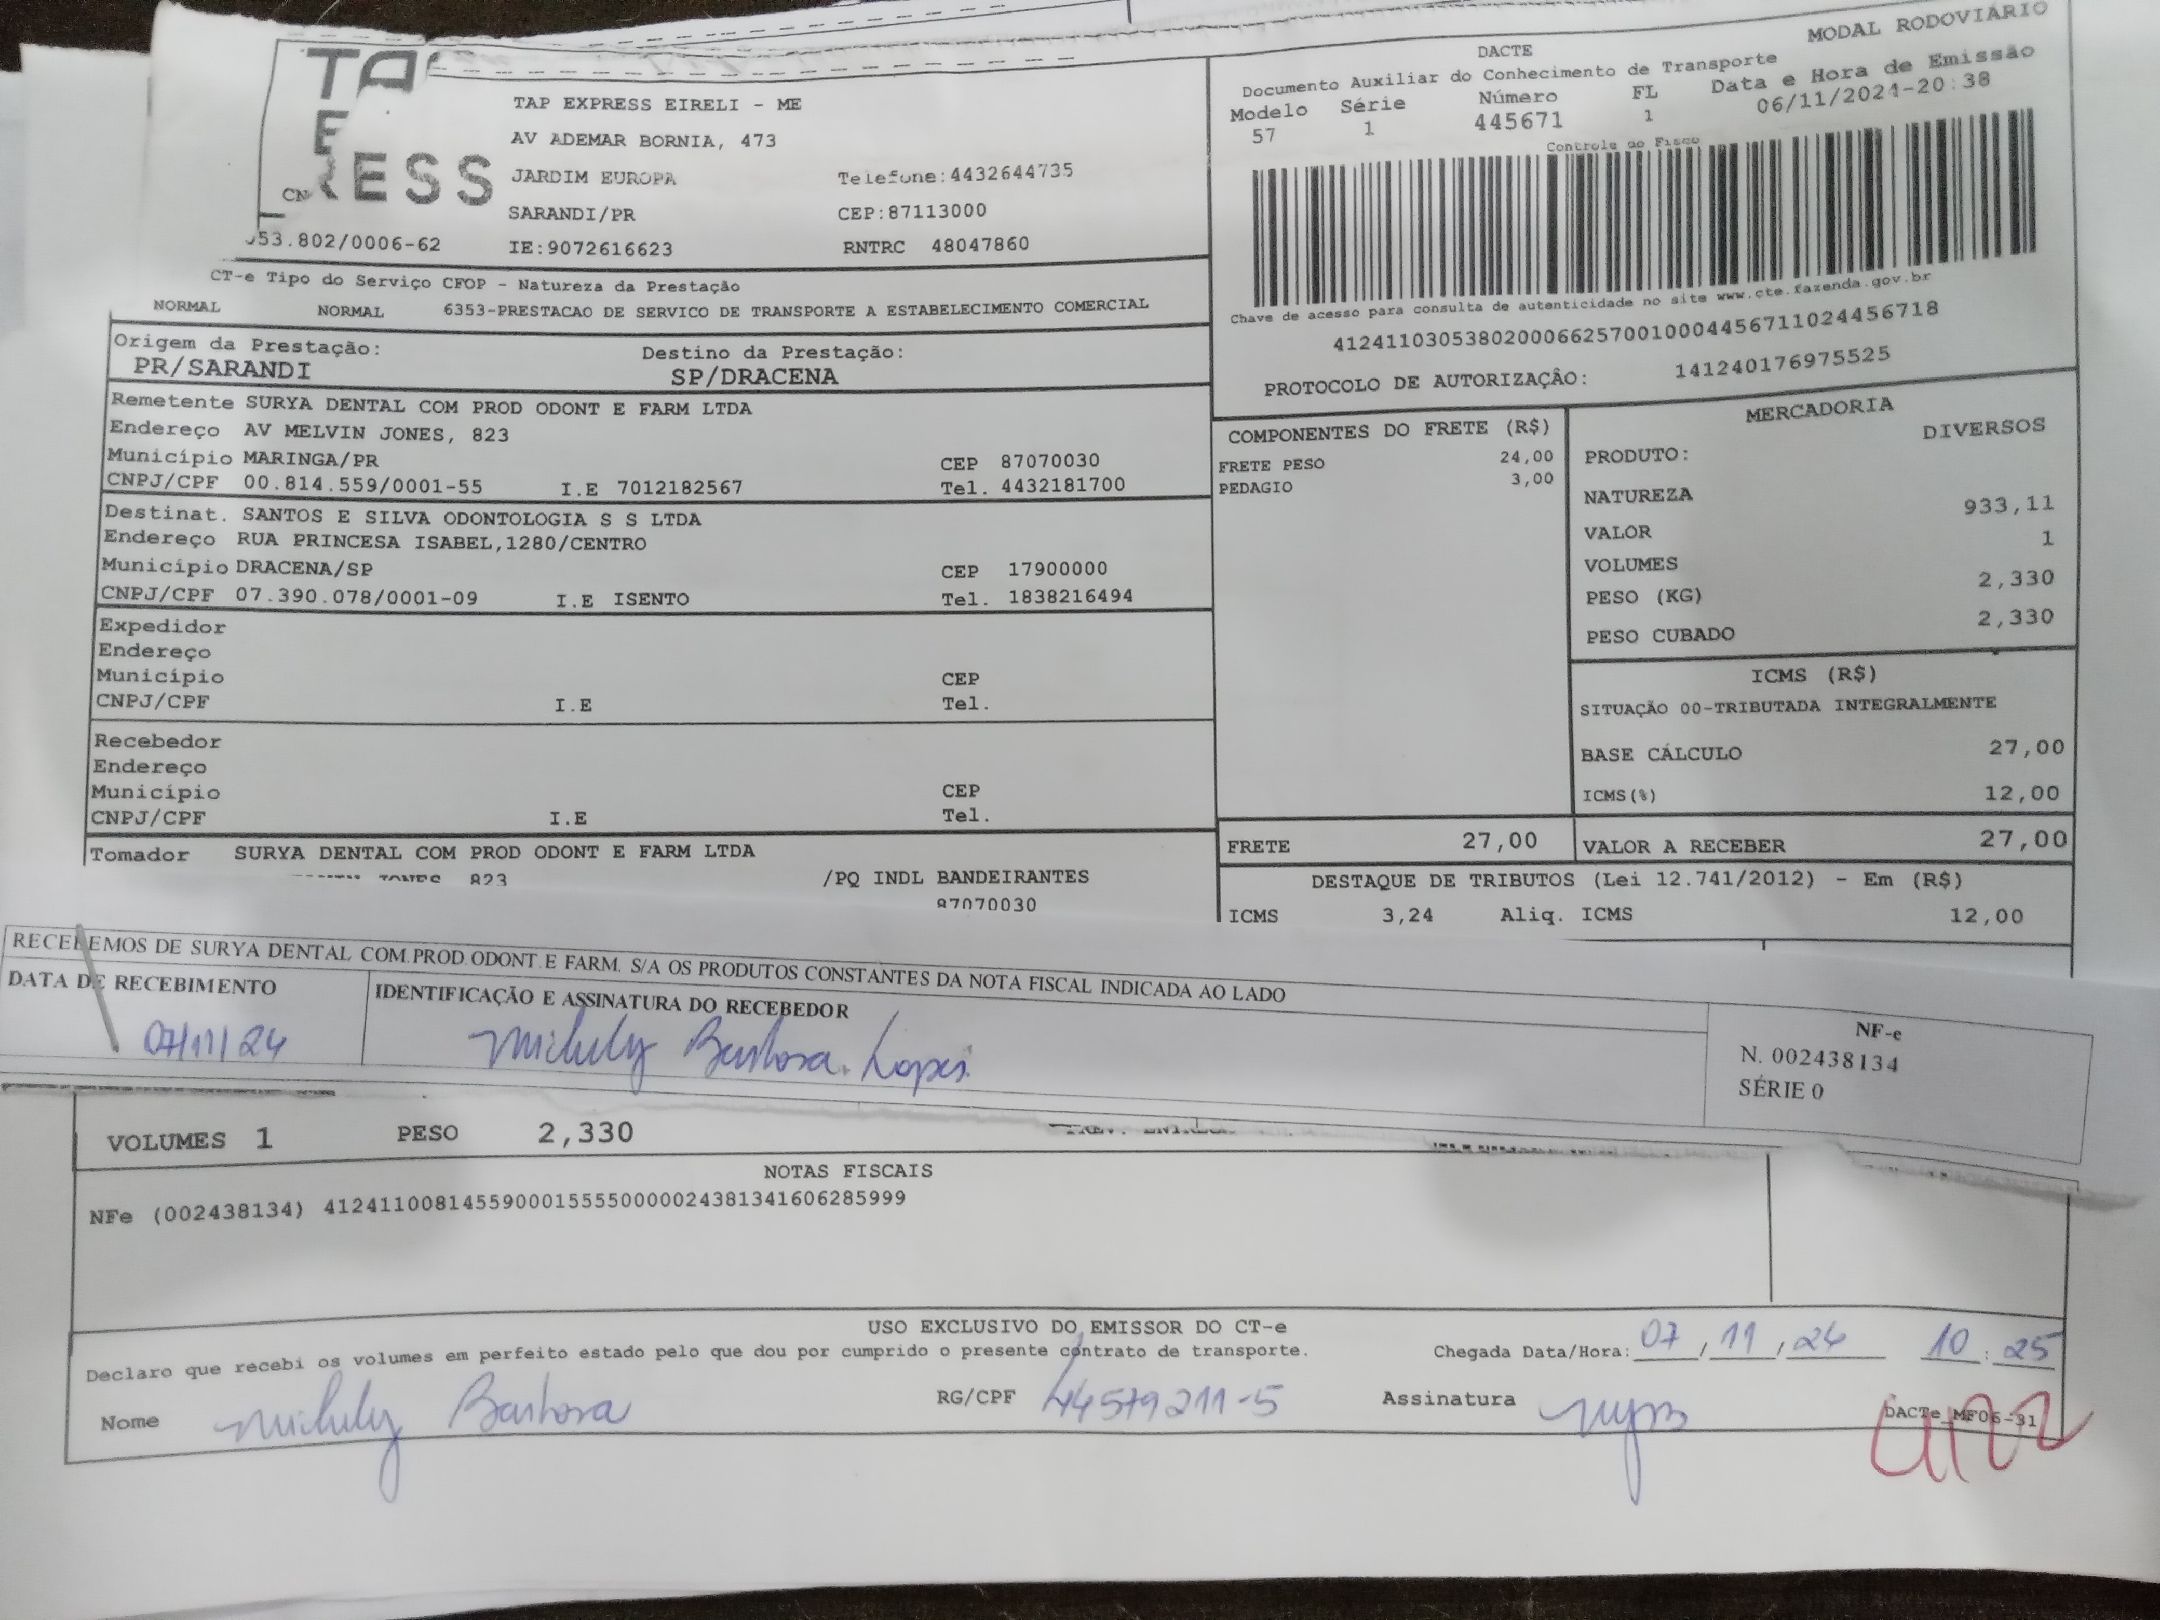 TAP
RESS
TAP EXPRESS EIRELI - ME
AV ADEMAR BORNIA, 473
JARDIM EUROPA Telefone:4432644735
SARANDI/PR CEP:87113000
53.802/0006-62 IE:9072616623 RNTRC 48047860
DACTE MODAL RODOVIÁRIO
Documento Auxiliar do Conhecimento de Transporte
Modelo Série Número FL Data e Hora de Emissão
57 1 445671 1 06/11/2024-20:38
Controle ao Fisco
Chave de acesso para consulta de autenticidade no site www.cte.fazenda.gov.br
41241103053802000662570010004456711024456718
PROTOCOLO DE AUTORIZAÇÃO: 141240176975525
CT-e Tipo do Serviço CFOP - Natureza da Prestação
NORMAL NORMAL 6353-PRESTACAO DE SERVICO DE TRANSPORTE A ESTABELECIMENTO COMERCIAL
Origem da Prestação: Destino da Prestação:
PR/SARANDI SP/DRACENA
Remetente SURYA DENTAL COM PROD ODONT E FARM LTDA
Endereço AV MELVIN JONES, 823
Município MARINGA/PR CEP 87070030
CNPJ/CPF 00.814.559/0001-55 I.E 7012182567 Tel. 4432181700
Destinat. SANTOS E SILVA ODONTOLOGIA S S LTDA
Endereço RUA PRINCESA ISABEL,1280/CENTRO
Município DRACENA/SP CEP 17900000
CNPJ/CPF 07.390.078/0001-09 I.E ISENTO Tel. 1838216494
Expedidor
Endereço
Município CEP
CNPJ/CPF I.E Tel.
Recebedor
Endereço
Município CEP
CNPJ/CPF I.E Tel.
Tomador SURYA DENTAL COM PROD ODONT E FARM LTDA
JONES 823 /PQ INDL BANDEIRANTES
87070030
COMPONENTES DO FRETE (R$)
FRETE PESO 24,00
PEDAGIO 3,00
MERCADORIA
PRODUTO: DIVERSOS
NATUREZA
VALOR 933,11
VOLUMES 1
PESO (KG) 2,330
PESO CUBADO 2,330
ICMS (R$)
SITUAÇÃO 00-TRIBUTADA INTEGRALMENTE
BASE CÁLCULO 27,00
ICMS(%) 12,00
FRETE 27,00 VALOR A RECEBER 27,00
DESTAQUE DE TRIBUTOS (Lei 12.741/2012) - Em (R$)
ICMS 3,24 Aliq. ICMS 12,00
RECEBEMOS DE SURYA DENTAL COM.PROD.ODONT.E FARM. S/A OS PRODUTOS CONSTANTES DA NOTA FISCAL INDICADA AO LADO
DATA DE RECEBIMENTO IDENTIFICAÇÃO E ASSINATURA DO RECEBEDOR
07/11/24 Michely Barbosa Lopes
NF-e
N. 002438134
SÉRIE 0
VOLUMES 1 PESO 2,330
NOTAS FISCAIS
NFe (002438134) 41241100814559000155550000024381341606285999
USO EXCLUSIVO DO EMISSOR DO CT-e
Declaro que recebi os volumes em perfeito estado pelo que dou por cumprido o presente contrato de transporte. Chegada Data/Hora: 07/11/24 10:25
Nome Michely Barbosa RG/CPF 44579211-5 Assinatura
DACTe_MF06-31